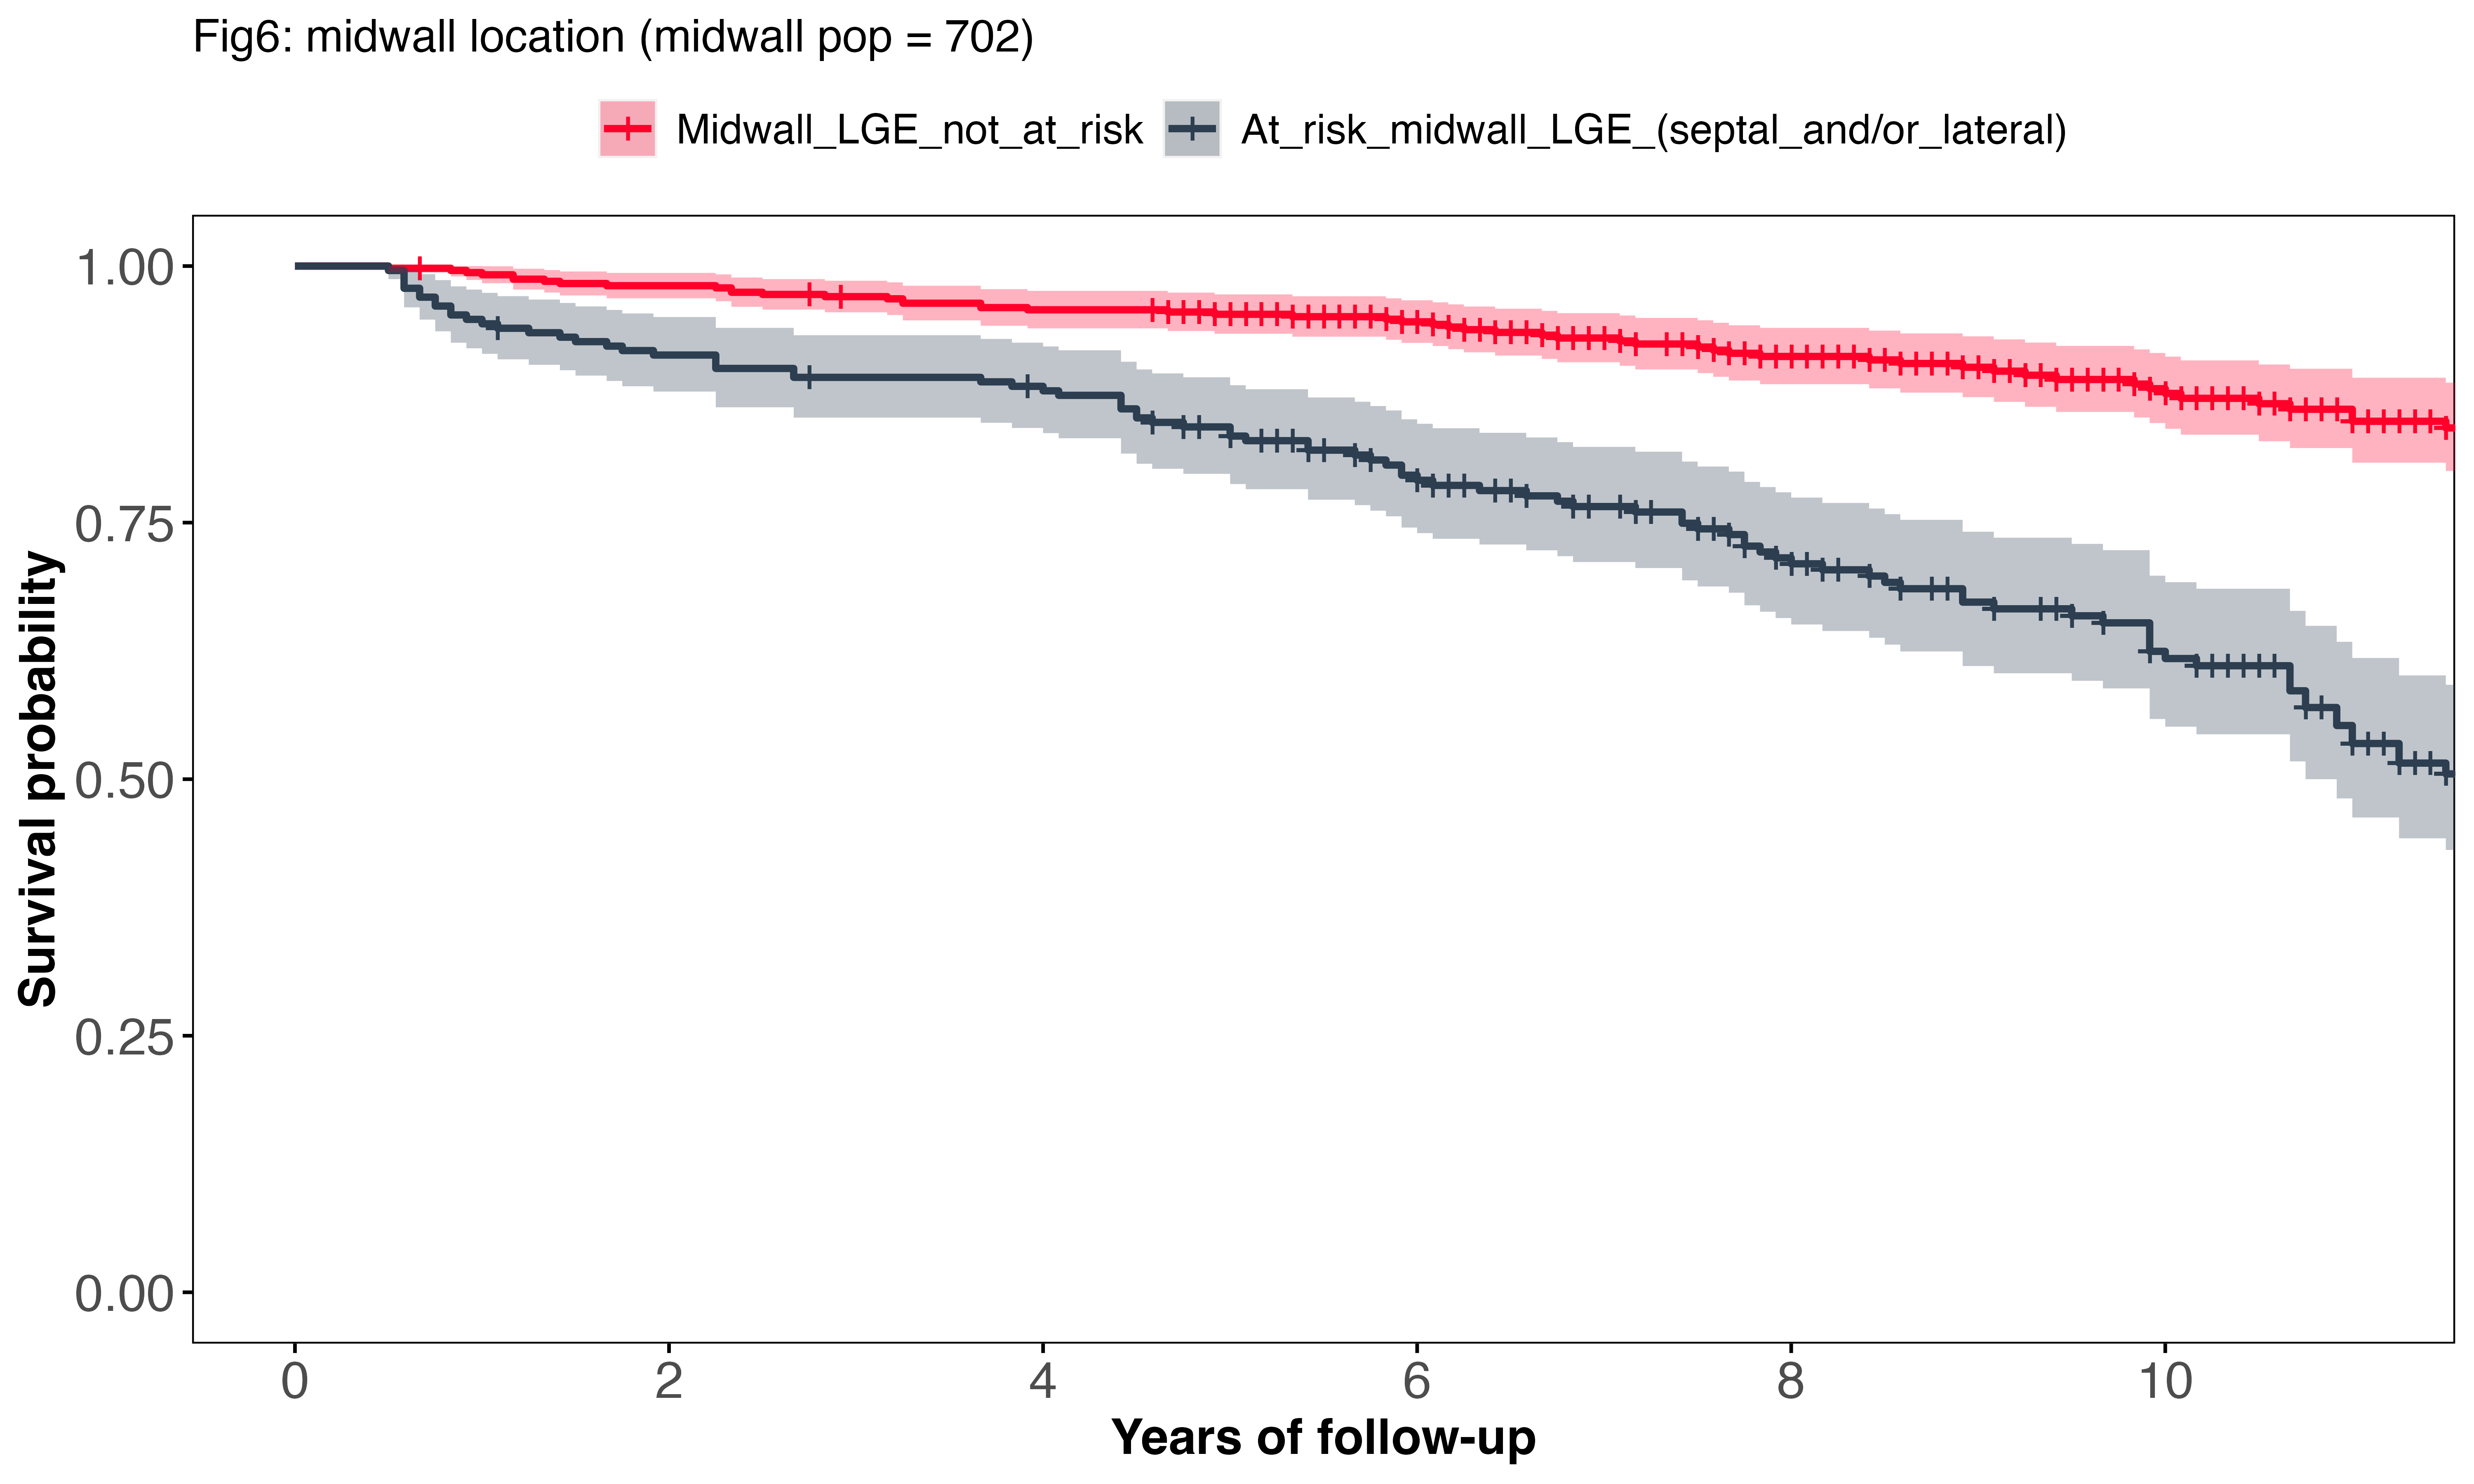 Fig6: midwall location (midwall pop = 702)
Midwall_LGE_not_at_risk At_risk_midwall_LGE_(septal_and/or_lateral)
Survival probability
1.00
0.75
0.50
0.25
0.00
0 2 4 6 8 10
Years of follow-up